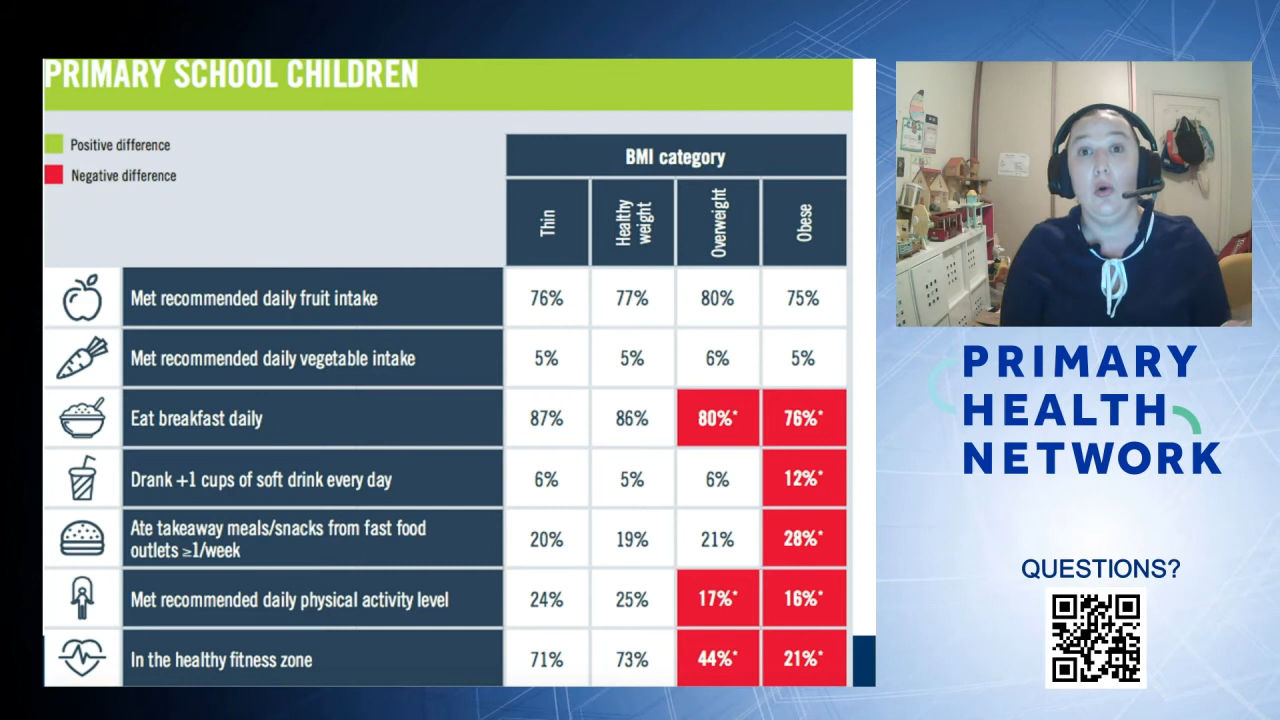 PRIMARY SCHOOL CHILDREN
Positive difference
Negative difference
BMI category
Thin
Healthy
weight
Overweight
Obese
Met recommended daily fruit intake 76% 77% 80% 75%
Met recommended daily vegetable intake 5% 5% 6% 5%
Eat breakfast daily 87% 86% 80%* 76%*
Drank +1 cups of soft drink every day 6% 5% 6% 12%*
Ate takeaway meals/snacks from fast food
outlets ≥1/week 20% 19% 21% 28%*
Met recommended daily physical activity level 24% 25% 17%* 16%*
In the healthy fitness zone 71% 73% 44%* 21%*
PRIMARY
HEALTH
NETWORK
QUESTIONS?